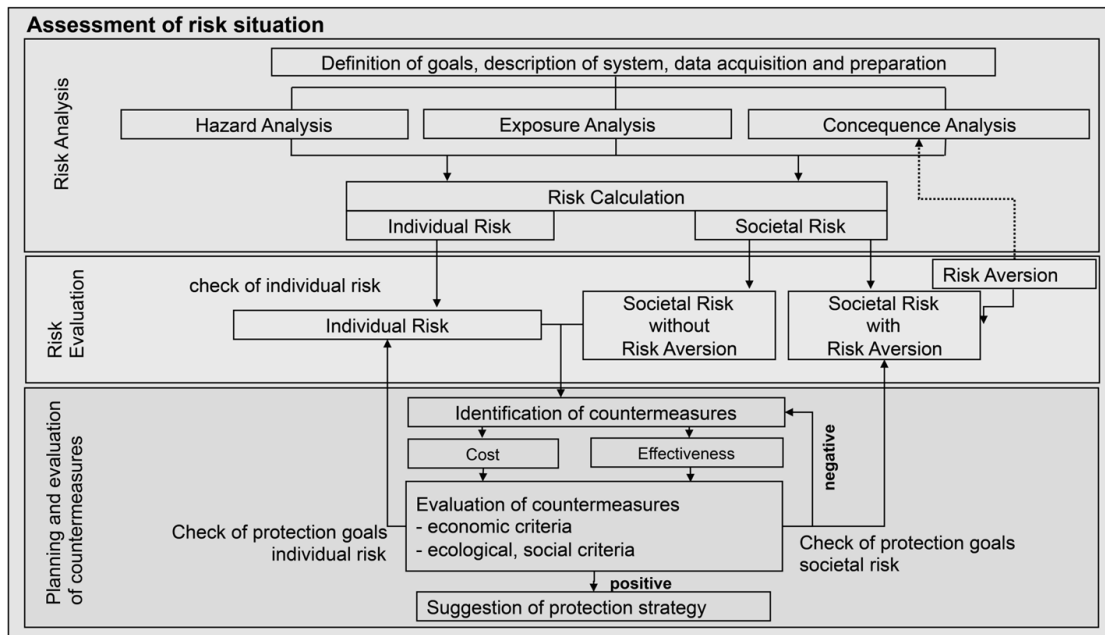 Assessment of risk situation
Risk Analysis
Definition of goals, description of system, data acquisition and preparation
Hazard Analysis
Exposure Analysis
Concequence Analysis
Risk Calculation
Individual Risk
Societal Risk
Risk
Evaluation
check of individual risk
Risk Aversion
Individual Risk
Societal Risk
without
Risk Aversion
Societal Risk
with
Risk Aversion
Planning and evaluation
of countermeasures
Identification of countermeasures
Cost
Effectiveness
negative
Evaluation of countermeasures
- economic criteria
- ecological, social criteria
Check of protection goals
individual risk
Check of protection goals
societal risk
positive
Suggestion of protection strategy